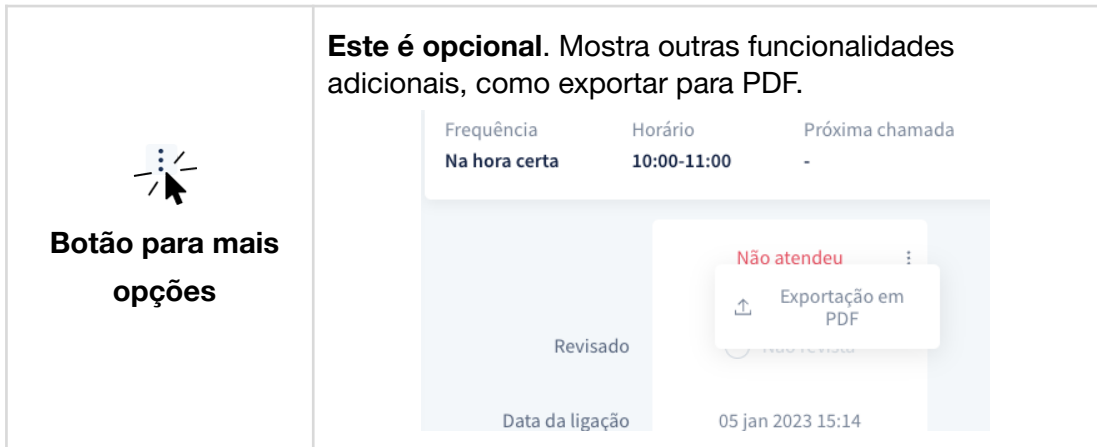 Este é opcional. Mostra outras funcionalidades
adicionais, como exportar para PDF.
Botão para mais
opções
Frequência Horário Próxima chamada
Na hora certa 10:00-11:00 -
Não atendeu
Exportação em
PDF
Revisado
Data da ligação 05 jan 2023 15:14